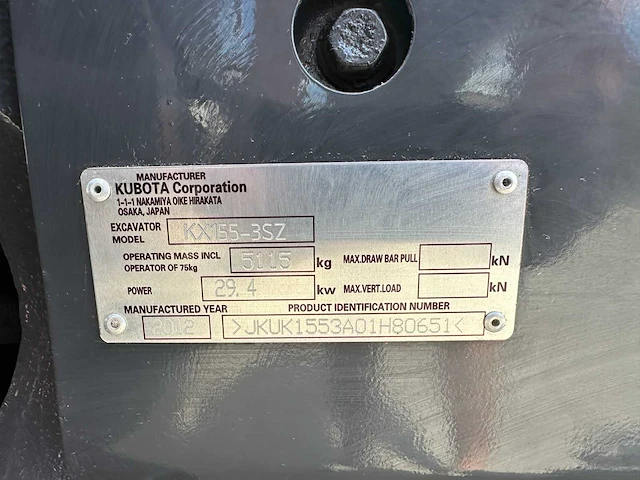 MANUFACTURER
KUBOTA Corporation
1-1-1 NAKAMIYA OIKE HIRAKATA
OSAKA, JAPAN
EXCAVATOR MODEL KX155-3SZ
OPERATING MASS INCL OPERATOR OF 75kg 5115 kg
MAX.DRAW BAR PULL kN
POWER 29.4 kw
MAX.VERT.LOAD kN
MANUFACTURED YEAR PRODUCT IDENTIFICATION NUMBER
2012 >JKUK1553A01H80651<